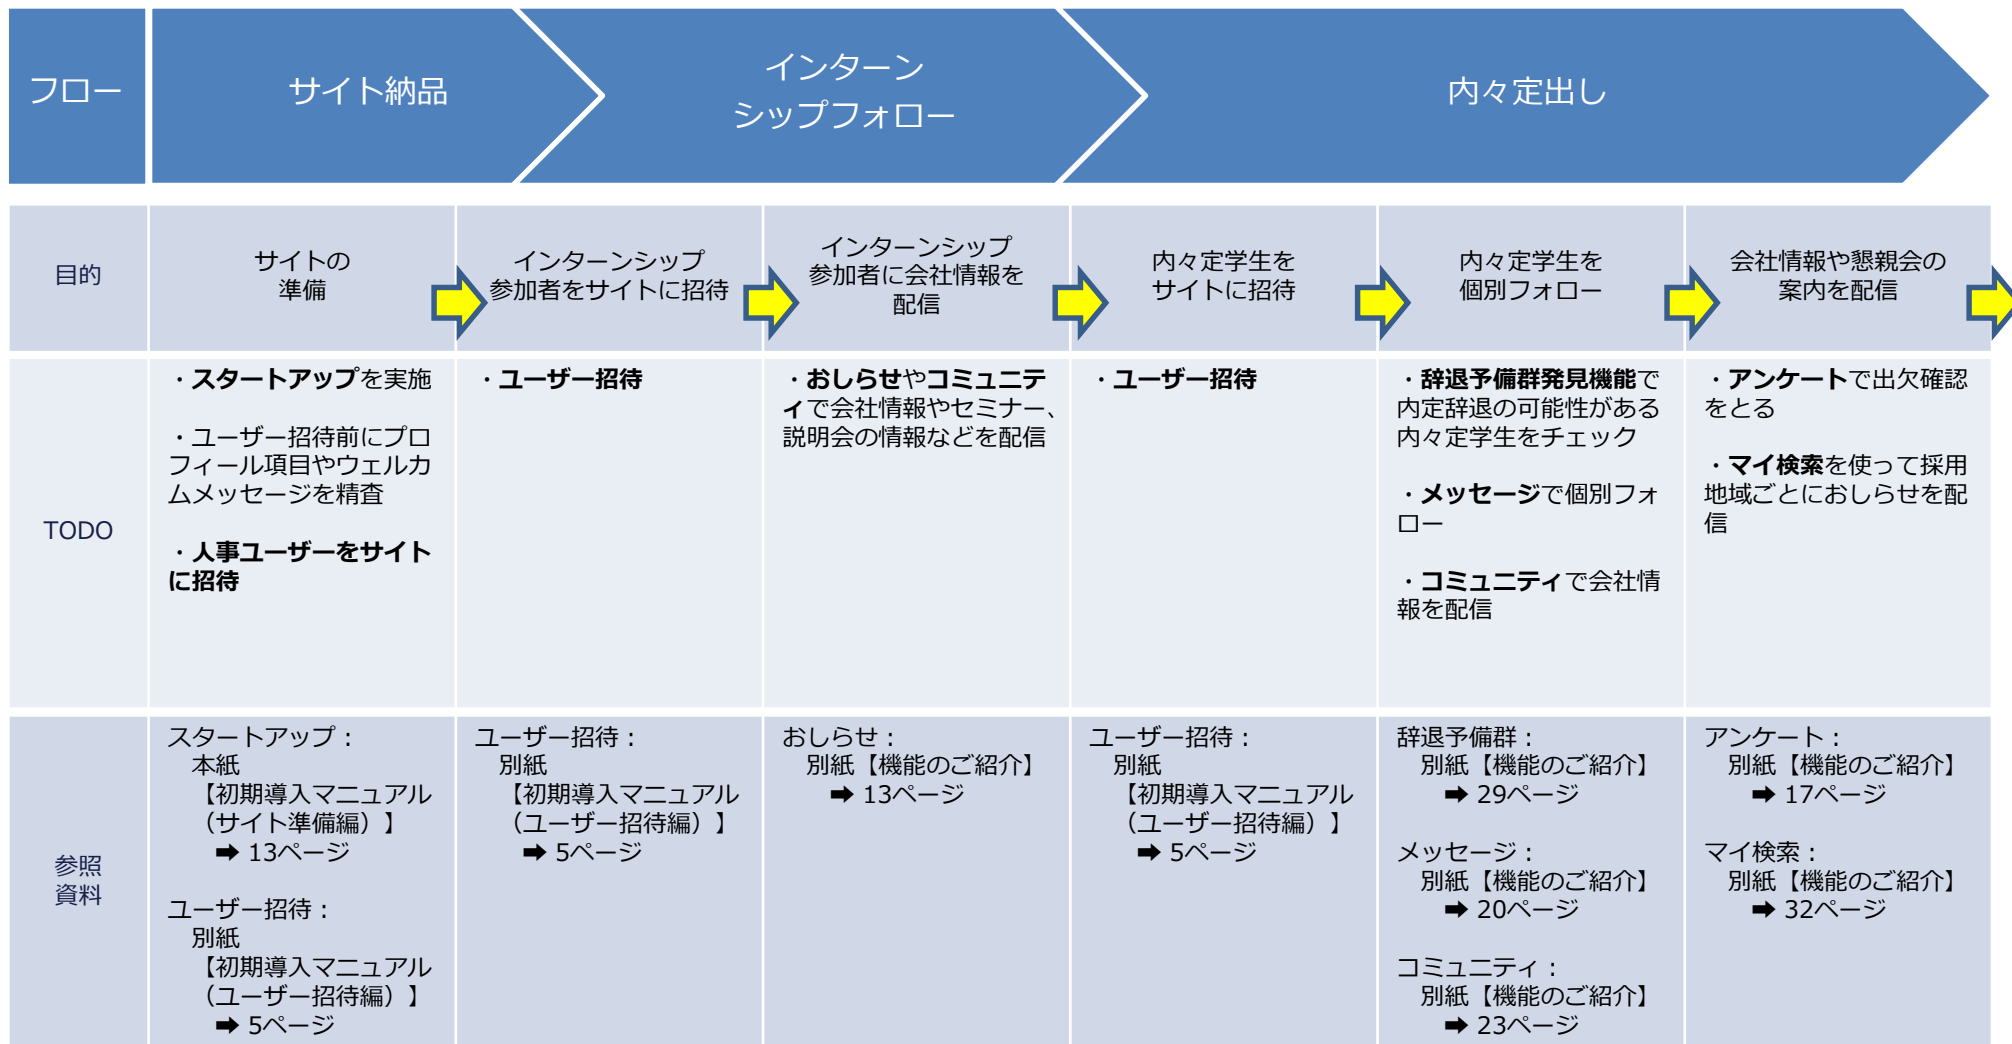 フロー
サイト納品
インターン
シップフォロー
内々定出し
目的
サイトの
準備
インターンシップ
参加者をサイトに招待
インターンシップ
参加者に会社情報を
配信
内々定学生を
サイトに招待
内々定学生を
個別フォロー
会社情報や懇親会の
案内を配信
TODO
・スタートアップを実施
・ユーザー招待前にプロ
フィール項目やウェルカ
ムメッセージを精査
・人事ユーザーをサイト
に招待
・ユーザー招待
・おしらせやコミュニテ
ィで会社情報やセミナー、
説明会の情報などを配信
・ユーザー招待
・辞退予備群発見機能で
内定辞退の可能性がある
内々定学生をチェック
・メッセージで個別フォ
ロー
・コミュニティで会社情
報を配信
・アンケートで出欠確認
をとる
・マイ検索を使って採用
地域ごとにおしらせを配
信
参照
資料
スタートアップ：
本紙
【初期導入マニュアル
（サイト準備編）】
➡ 13ページ
ユーザー招待：
別紙
【初期導入マニュアル
（ユーザー招待編）】
➡ 5ページ
ユーザー招待：
別紙
【初期導入マニュアル
（ユーザー招待編）】
➡ 5ページ
おしらせ：
別紙【機能のご紹介】
➡ 13ページ
ユーザー招待：
別紙
【初期導入マニュアル
（ユーザー招待編）】
➡ 5ページ
辞退予備群：
別紙【機能のご紹介】
➡ 29ページ
メッセージ：
別紙【機能のご紹介】
➡ 20ページ
コミュニティ：
別紙【機能のご紹介】
➡ 23ページ
アンケート：
別紙【機能のご紹介】
➡ 17ページ
マイ検索：
別紙【機能のご紹介】
➡ 32ページ